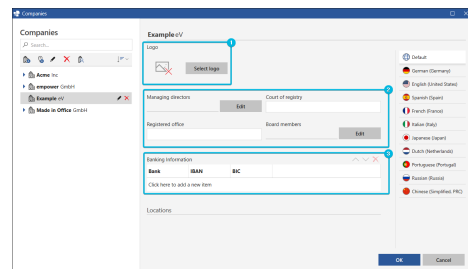 Companies
Companies
Search...
Acme Inc
empower GmbH
Example eV
Made in Office GmbH
Example eV
1
Logo
Select logo
2
Managing directors
Edit
Court of registry
Registered office
Board members
Edit
3
Banking Information
Bank IBAN BIC
Click here to add a new item
Locations
Default
German (Germany)
English (United States)
Spanish (Spain)
French (France)
Italian (Italy)
Japanese (Japan)
Dutch (Netherlands)
Portuguese (Portugal)
Russian (Russia)
Chinese (Simplified, PRC)
OK Cancel